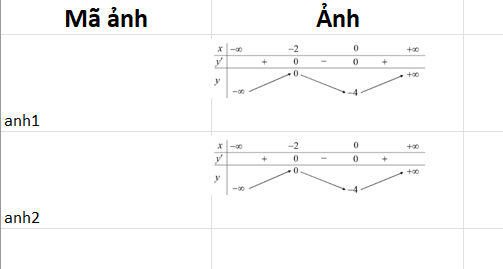 Mã ảnh Ảnh
x −∞ −2 0 +∞
y' + 0 − 0 +
0 +∞
y
−∞ −4
anh1
x −∞ −2 0 +∞
y' + 0 − 0 +
0 +∞
y
−∞ −4
anh2